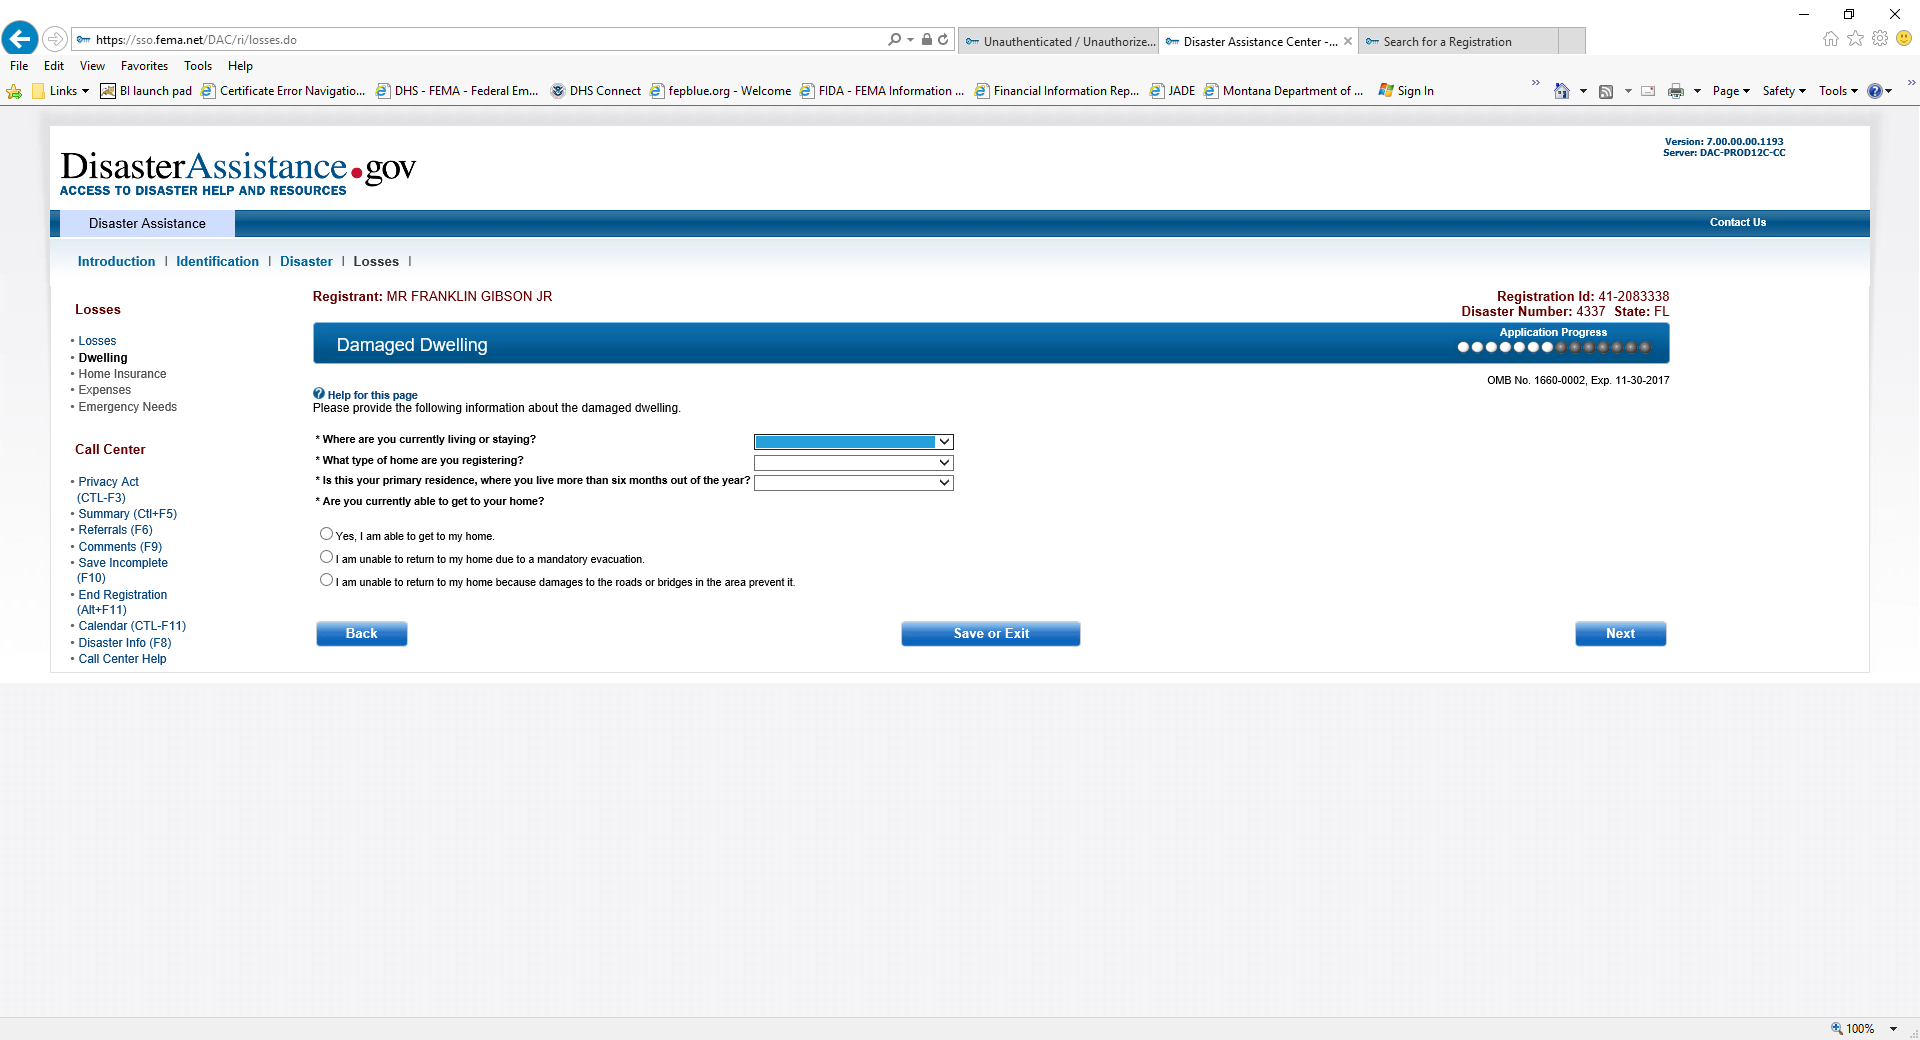 https://sso.fema.net/DAC/ri/losses.do
Unauthenticated / Unauthorize...
Disaster Assistance Center -...
Search for a Registration
File Edit View Favorites Tools Help
Links BI launch pad Certificate Error Navigatio... DHS - FEMA - Federal Em... DHS Connect fepblue.org - Welcome FIDA - FEMA Information ... Financial Information Rep... JADE Montana Department of ... Sign In » Page Safety Tools »
Version: 7.00.00.00.1193
Server: DAC-PROD12C-CC
DisasterAssistance.gov
ACCESS TO DISASTER HELP AND RESOURCES
Disaster Assistance
Contact Us
Introduction | Identification | Disaster | Losses |
Registrant: MR FRANKLIN GIBSON JR
Registration Id: 41-2083338
Disaster Number: 4337 State: FL
Losses
• Losses
• Dwelling
• Home Insurance
• Expenses
• Emergency Needs
Call Center
• Privacy Act
(CTL-F3)
• Summary (Ctl+F5)
• Referrals (F6)
• Comments (F9)
• Save Incomplete
(F10)
• End Registration
(Alt+F11)
• Calendar (CTL-F11)
• Disaster Info (F8)
• Call Center Help
Damaged Dwelling
Application Progress
OMB No. 1660-0002, Exp. 11-30-2017
? Help for this page
Please provide the following information about the damaged dwelling.
* Where are you currently living or staying?
* What type of home are you registering?
* Is this your primary residence, where you live more than six months out of the year?
* Are you currently able to get to your home?
Yes, I am able to get to my home.
I am unable to return to my home due to a mandatory evacuation.
I am unable to return to my home because damages to the roads or bridges in the area prevent it.
Back
Save or Exit
Next
100%